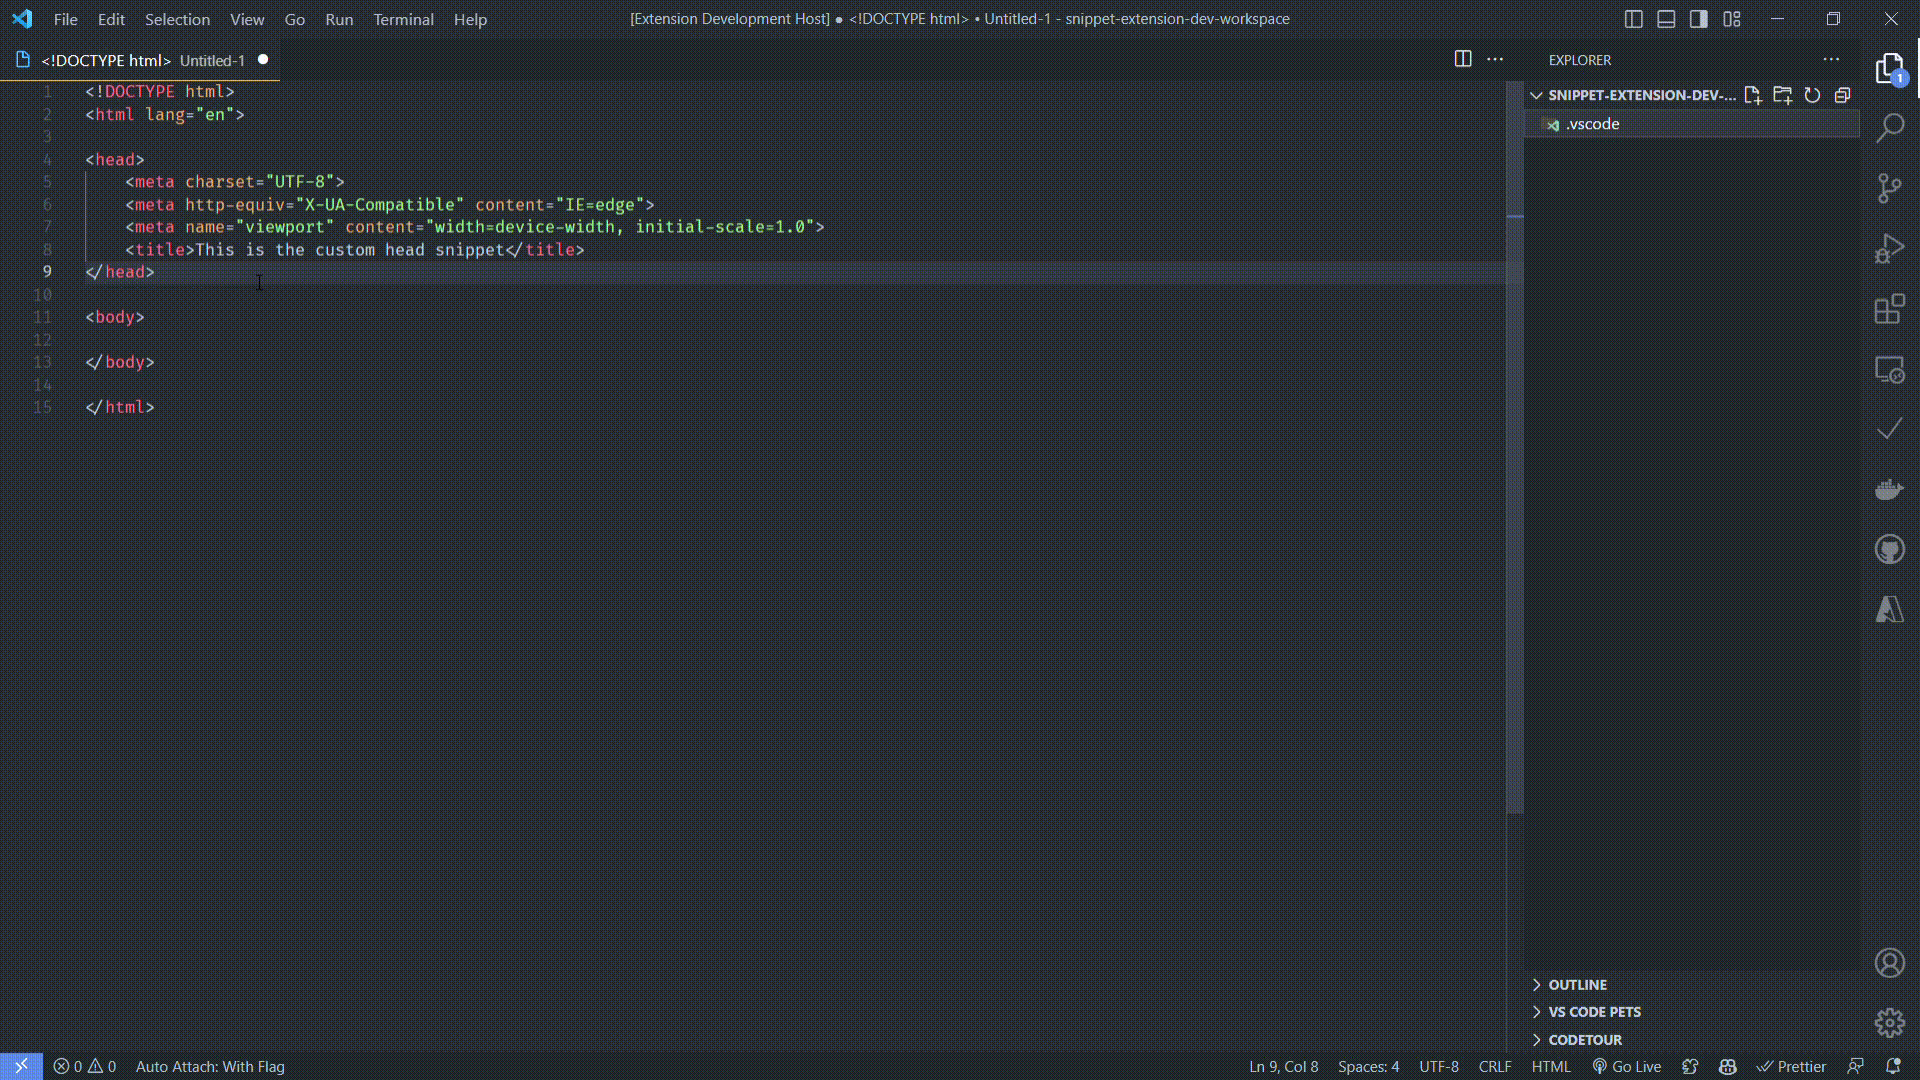 File Edit Selection View Go Run Terminal Help
[Extension Development Host] ● <!DOCTYPE html> • Untitled-1 - snippet-extension-dev-workspace
<!DOCTYPE html> Untitled-1
1 <!DOCTYPE html>
2 <html lang="en">
3
4 <head>
5 <meta charset="UTF-8">
6 <meta http-equiv="X-UA-Compatible" content="IE=edge">
7 <meta name="viewport" content="width=device-width, initial-scale=1.0">
8 <title>This is the custom head snippet</title>
9 </head>
10
11 <body>
12
13 </body>
14
15 </html>
EXPLORER
SNIPPET-EXTENSION-DEV-...
.vscode
1
OUTLINE
VS CODE PETS
CODETOUR
0 0 Auto Attach: With Flag
Ln 9, Col 8 Spaces: 4 UTF-8 CRLF HTML Go Live Prettier